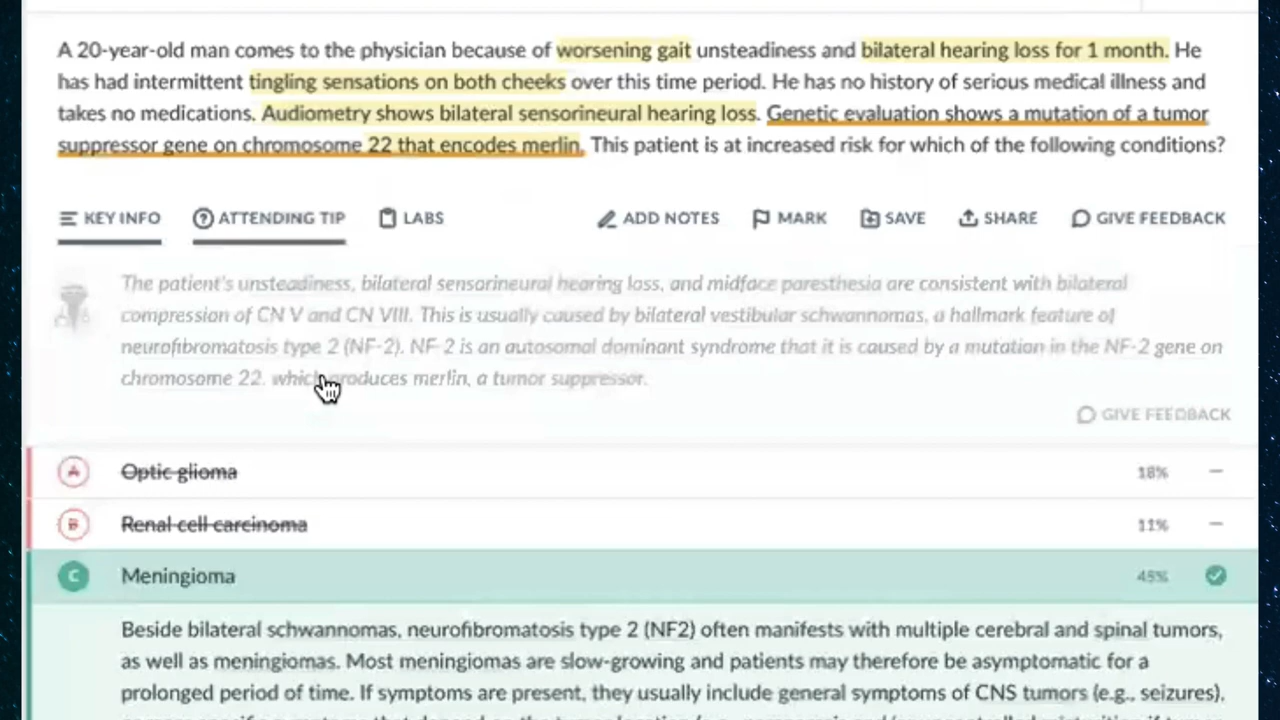 A 20-year-old man comes to the physician because of worsening gait unsteadiness and bilateral hearing loss for 1 month. He
has had intermittent tingling sensations on both cheeks over this time period. He has no history of serious medical illness and
takes no medications. Audiometry shows bilateral sensorineural hearing loss. Genetic evaluation shows a mutation of a tumor
suppressor gene on chromosome 22 that encodes merlin. This patient is at increased risk for which of the following conditions?
KEY INFO ATTENDING TIP LABS ADD NOTES MARK SAVE SHARE GIVE FEEDBACK
The patient's unsteadiness, bilateral sensorineural hearing loss, and midface paresthesia are consistent with bilateral
compression of CN V and CN VIII. This is usually caused by bilateral vestibular schwannomas, a hallmark feature of
neurofibromatosis type 2 (NF-2). NF-2 is an autosomal dominant syndrome that it is caused by a mutation in the NF-2 gene on
chromosome 22. which produces merlin, a tumor suppressor.
GIVE FEEDBACK
A Optic glioma 18%
B Renal cell carcinoma 11%
C Meningioma 45%
Beside bilateral schwannomas, neurofibromatosis type 2 (NF2) often manifests with multiple cerebral and spinal tumors,
as well as meningiomas. Most meningiomas are slow-growing and patients may therefore be asymptomatic for a
prolonged period of time. If symptoms are present, they usually include general symptoms of CNS tumors (e.g., seizures),